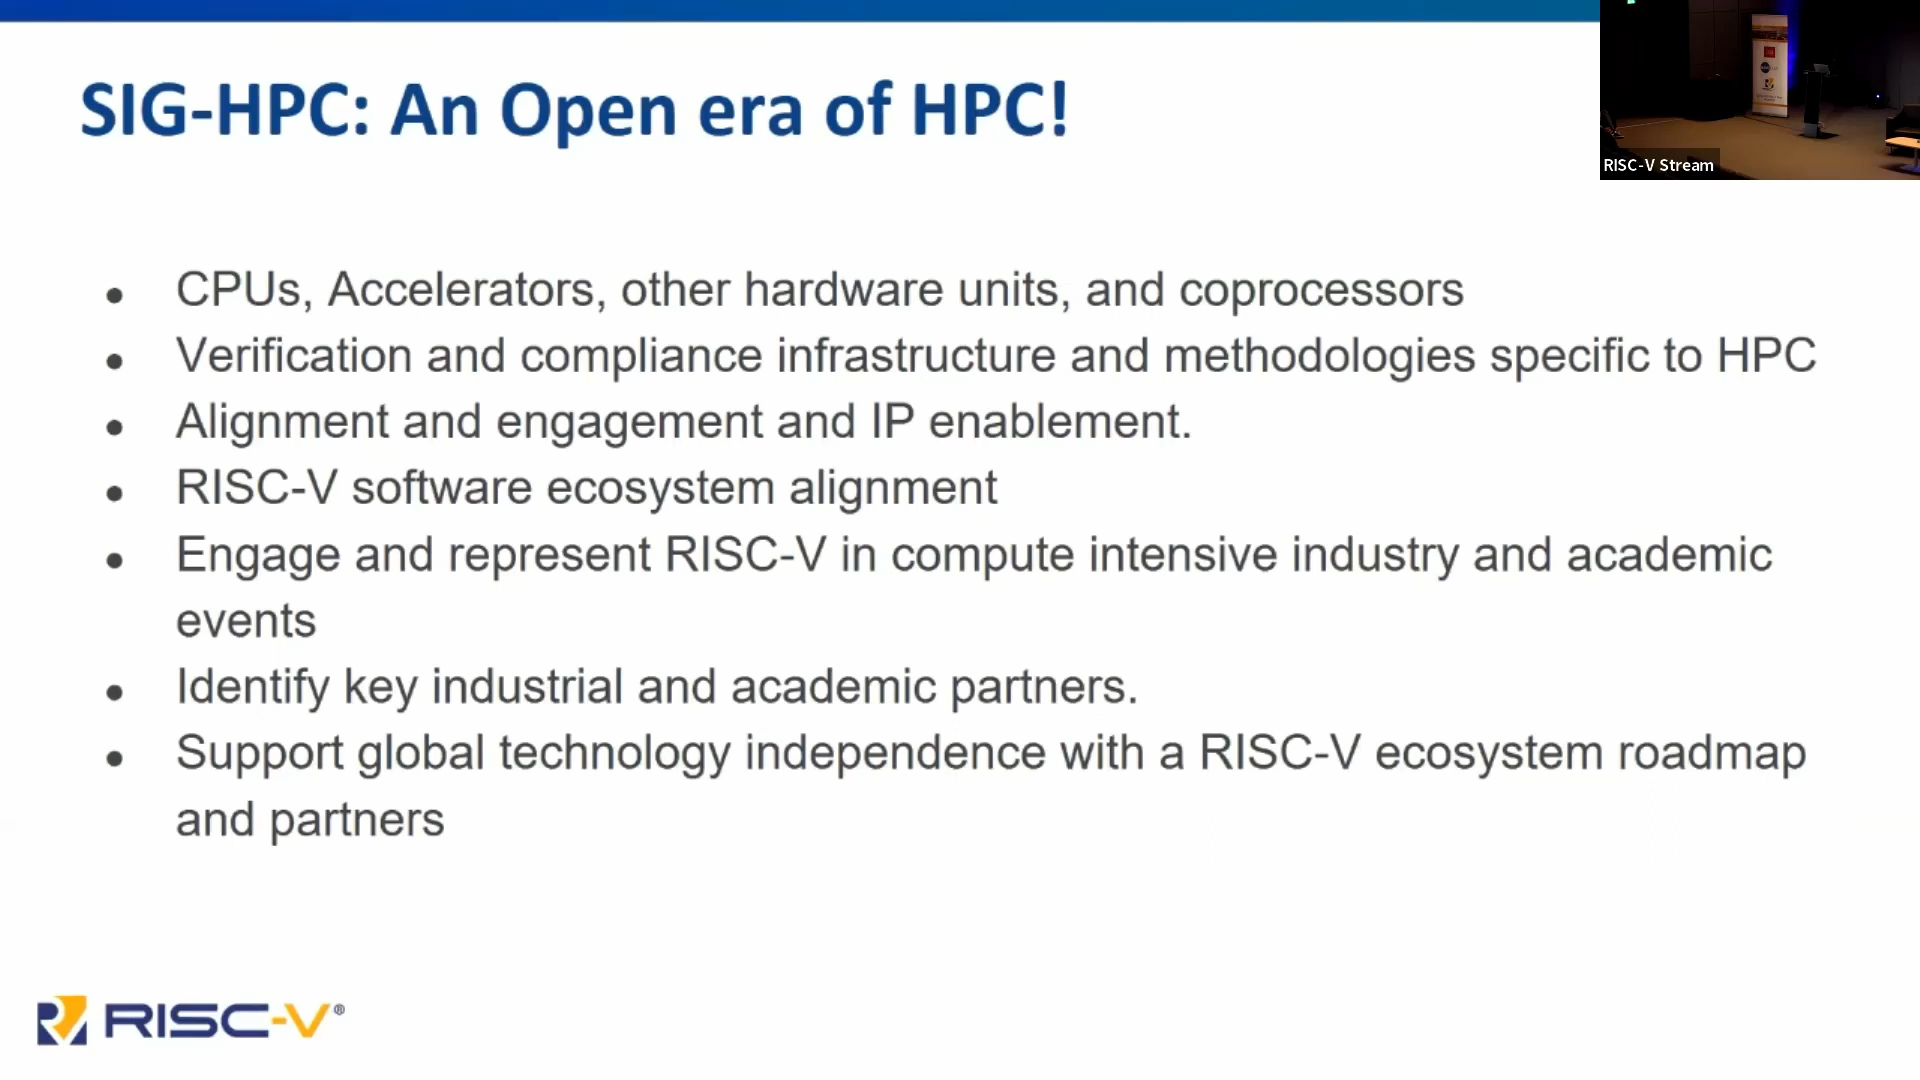 SIG-HPC: An Open era of HPC!
RISC-V Stream
● CPUs, Accelerators, other hardware units, and coprocessors
● Verification and compliance infrastructure and methodologies specific to HPC
● Alignment and engagement and IP enablement.
● RISC-V software ecosystem alignment
● Engage and represent RISC-V in compute intensive industry and academic
events
● Identify key industrial and academic partners.
● Support global technology independence with a RISC-V ecosystem roadmap
and partners
RISC-V®